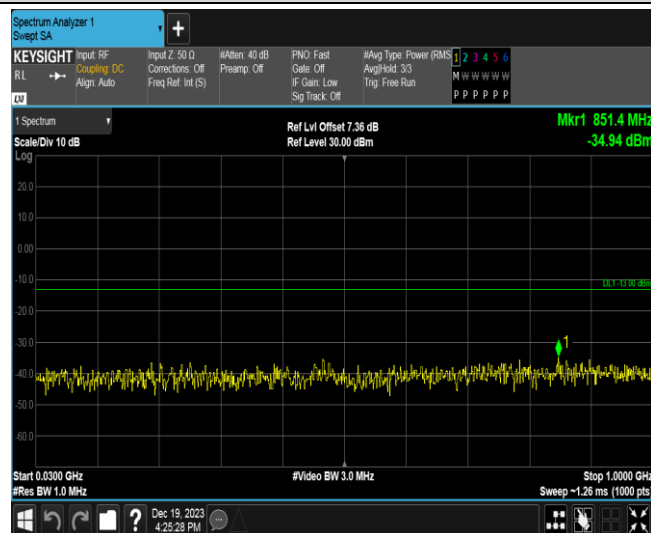 Spectrum Analyzer 1
Swept SA
+
KEYSIGHT Input: RF Input Z: 50 Ω #Atten: 40 dB PNO: Fast #Avg Type: Power (RMS 1 2 3 4 5 6
RL Coupling: DC Corrections: Off Preamp: Off Gate: Off Avg|Hold: 3/3 M W W W W W
Align: Auto Freq Ref: Int (S) IF Gain: Low Trig: Free Run
Sig Track: Off P P P P P P
1 Spectrum Ref Lvl Offset 7.36 dB Mkr1 851.4 MHz
Scale/Div 10 dB Ref Level 30.00 dBm -34.94 dBm
Log
20.0
10.0
0.00
-10.0 DL1 -13.00 dBm
-20.0
-30.0
1
-40.0
-50.0
-60.0
Start 0.0300 GHz #Video BW 3.0 MHz Stop 1.0000 GHz
#Res BW 1.0 MHz Sweep ~1.26 ms (1000 pts)
? Dec 19, 2023
4:25:28 PM